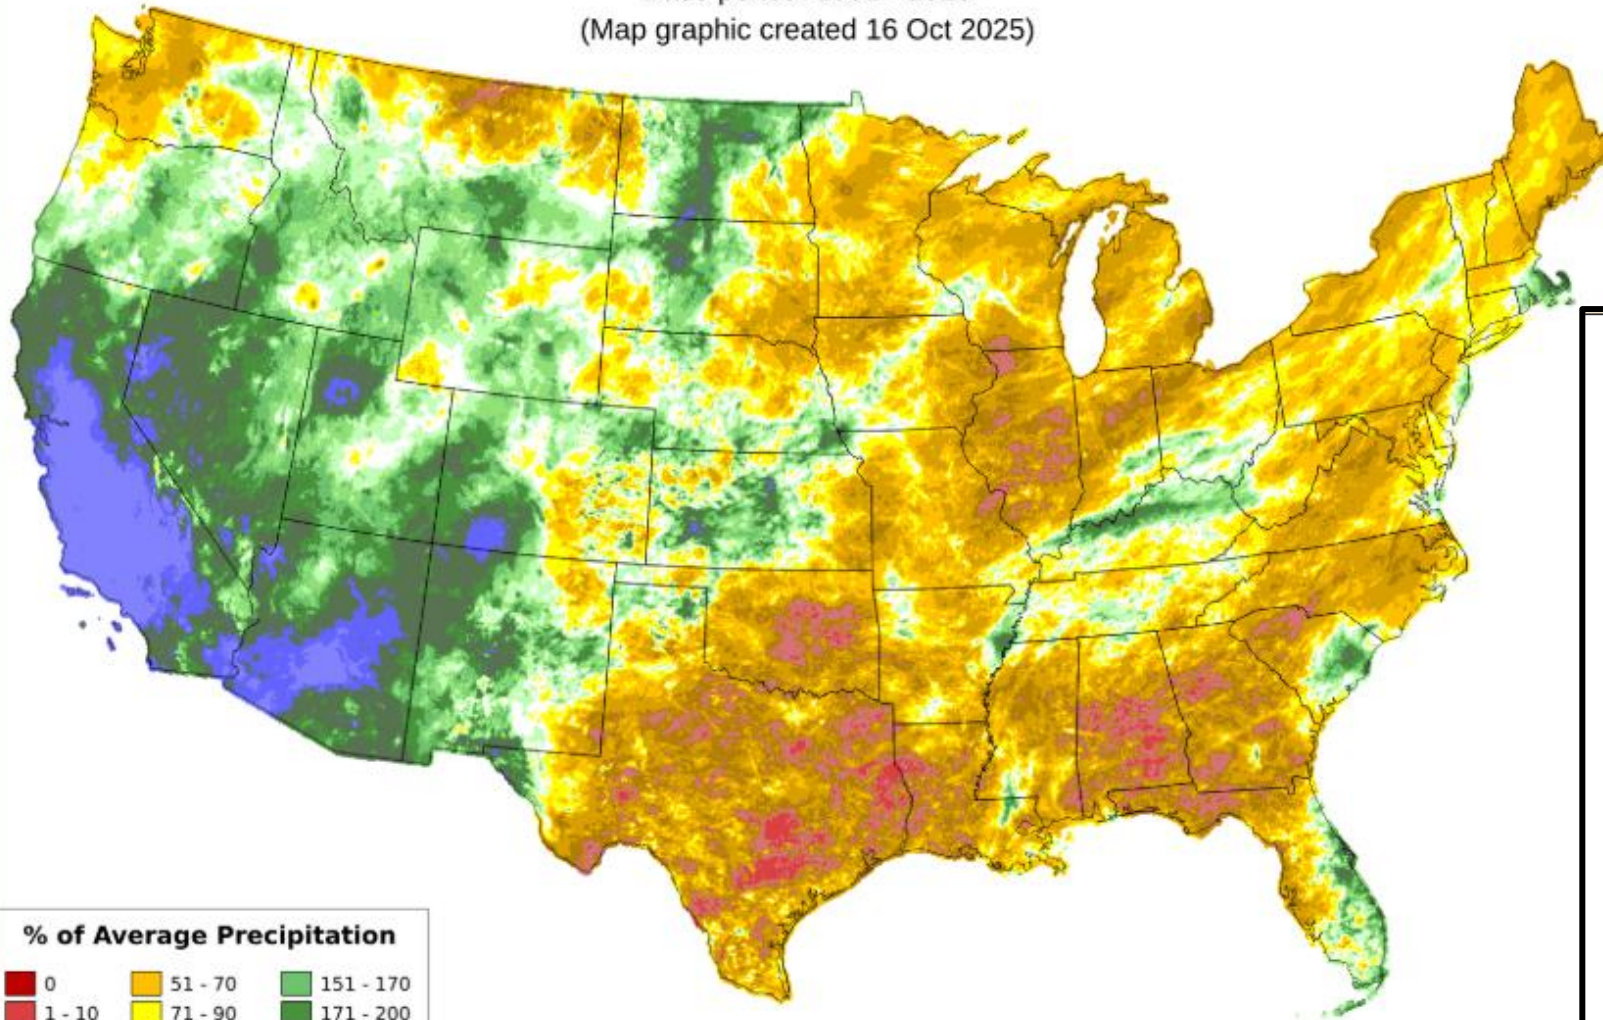 (Map graphic created 16 Oct 2025)
% of Average Precipitation
0
51 - 70
151 - 170
1 - 10
71 - 90
171 - 200